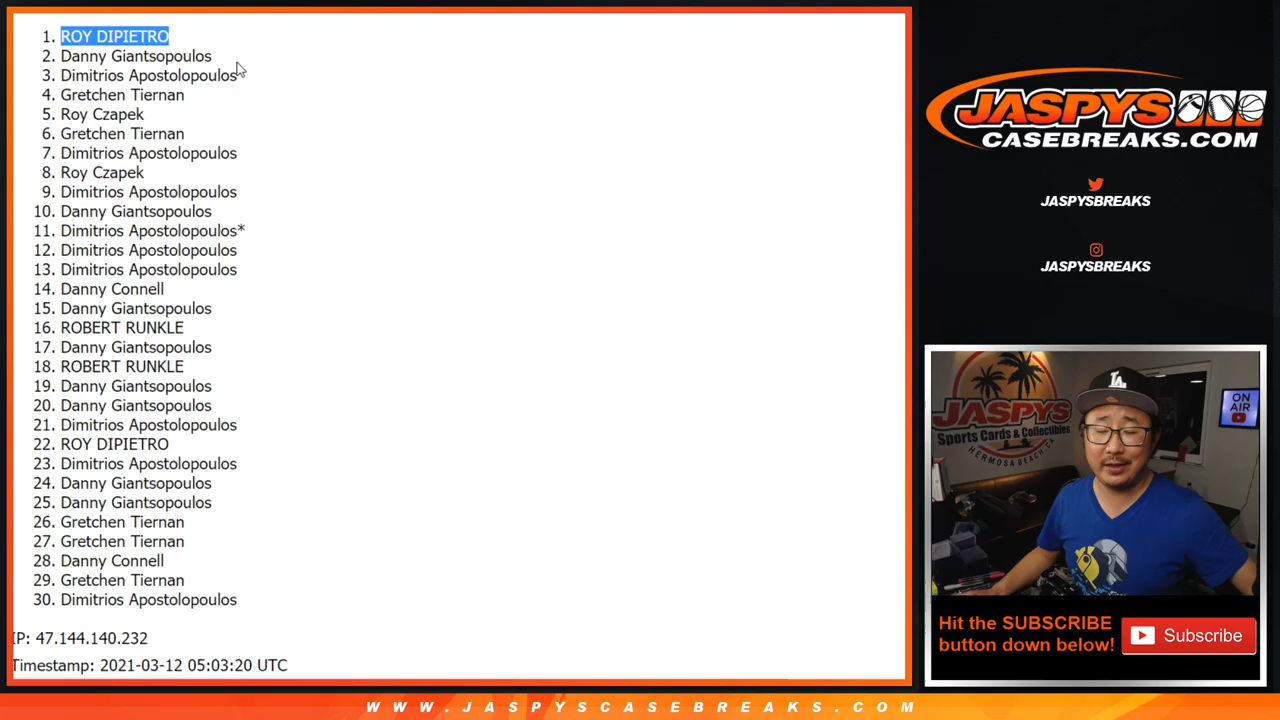 1. ROY DIPIETRO
2. Danny Giantsopoulos
3. Dimitrios Apostolopoulos
4. Gretchen Tiernan
5. Roy Czapek
6. Gretchen Tiernan
7. Dimitrios Apostolopoulos
8. Roy Czapek
9. Dimitrios Apostolopoulos
10. Danny Giantsopoulos
11. Dimitrios Apostolopoulos*
12. Dimitrios Apostolopoulos
13. Dimitrios Apostolopoulos
14. Danny Connell
15. Danny Giantsopoulos
16. ROBERT RUNKLE
17. Danny Giantsopoulos
18. ROBERT RUNKLE
19. Danny Giantsopoulos
20. Danny Giantsopoulos
21. Dimitrios Apostolopoulos
22. ROY DIPIETRO
23. Dimitrios Apostolopoulos
24. Danny Giantsopoulos
25. Danny Giantsopoulos
26. Gretchen Tiernan
27. Gretchen Tiernan
28. Danny Connell
29. Gretchen Tiernan
30. Dimitrios Apostolopoulos
IP: 47.144.140.232
Timestamp: 2021-03-12 05:03:20 UTC
JASPYS
CASEBREAKS.COM
JASPYSBREAKS
JASPYSBREAKS
JASPYS
Sports Cards & Collectibles
HERMOSA BEACH, CA
LA
ON
AIR
Hit the SUBSCRIBE
button down below!
Subscribe
WWW.JASPYSCASEBREAKS.COM